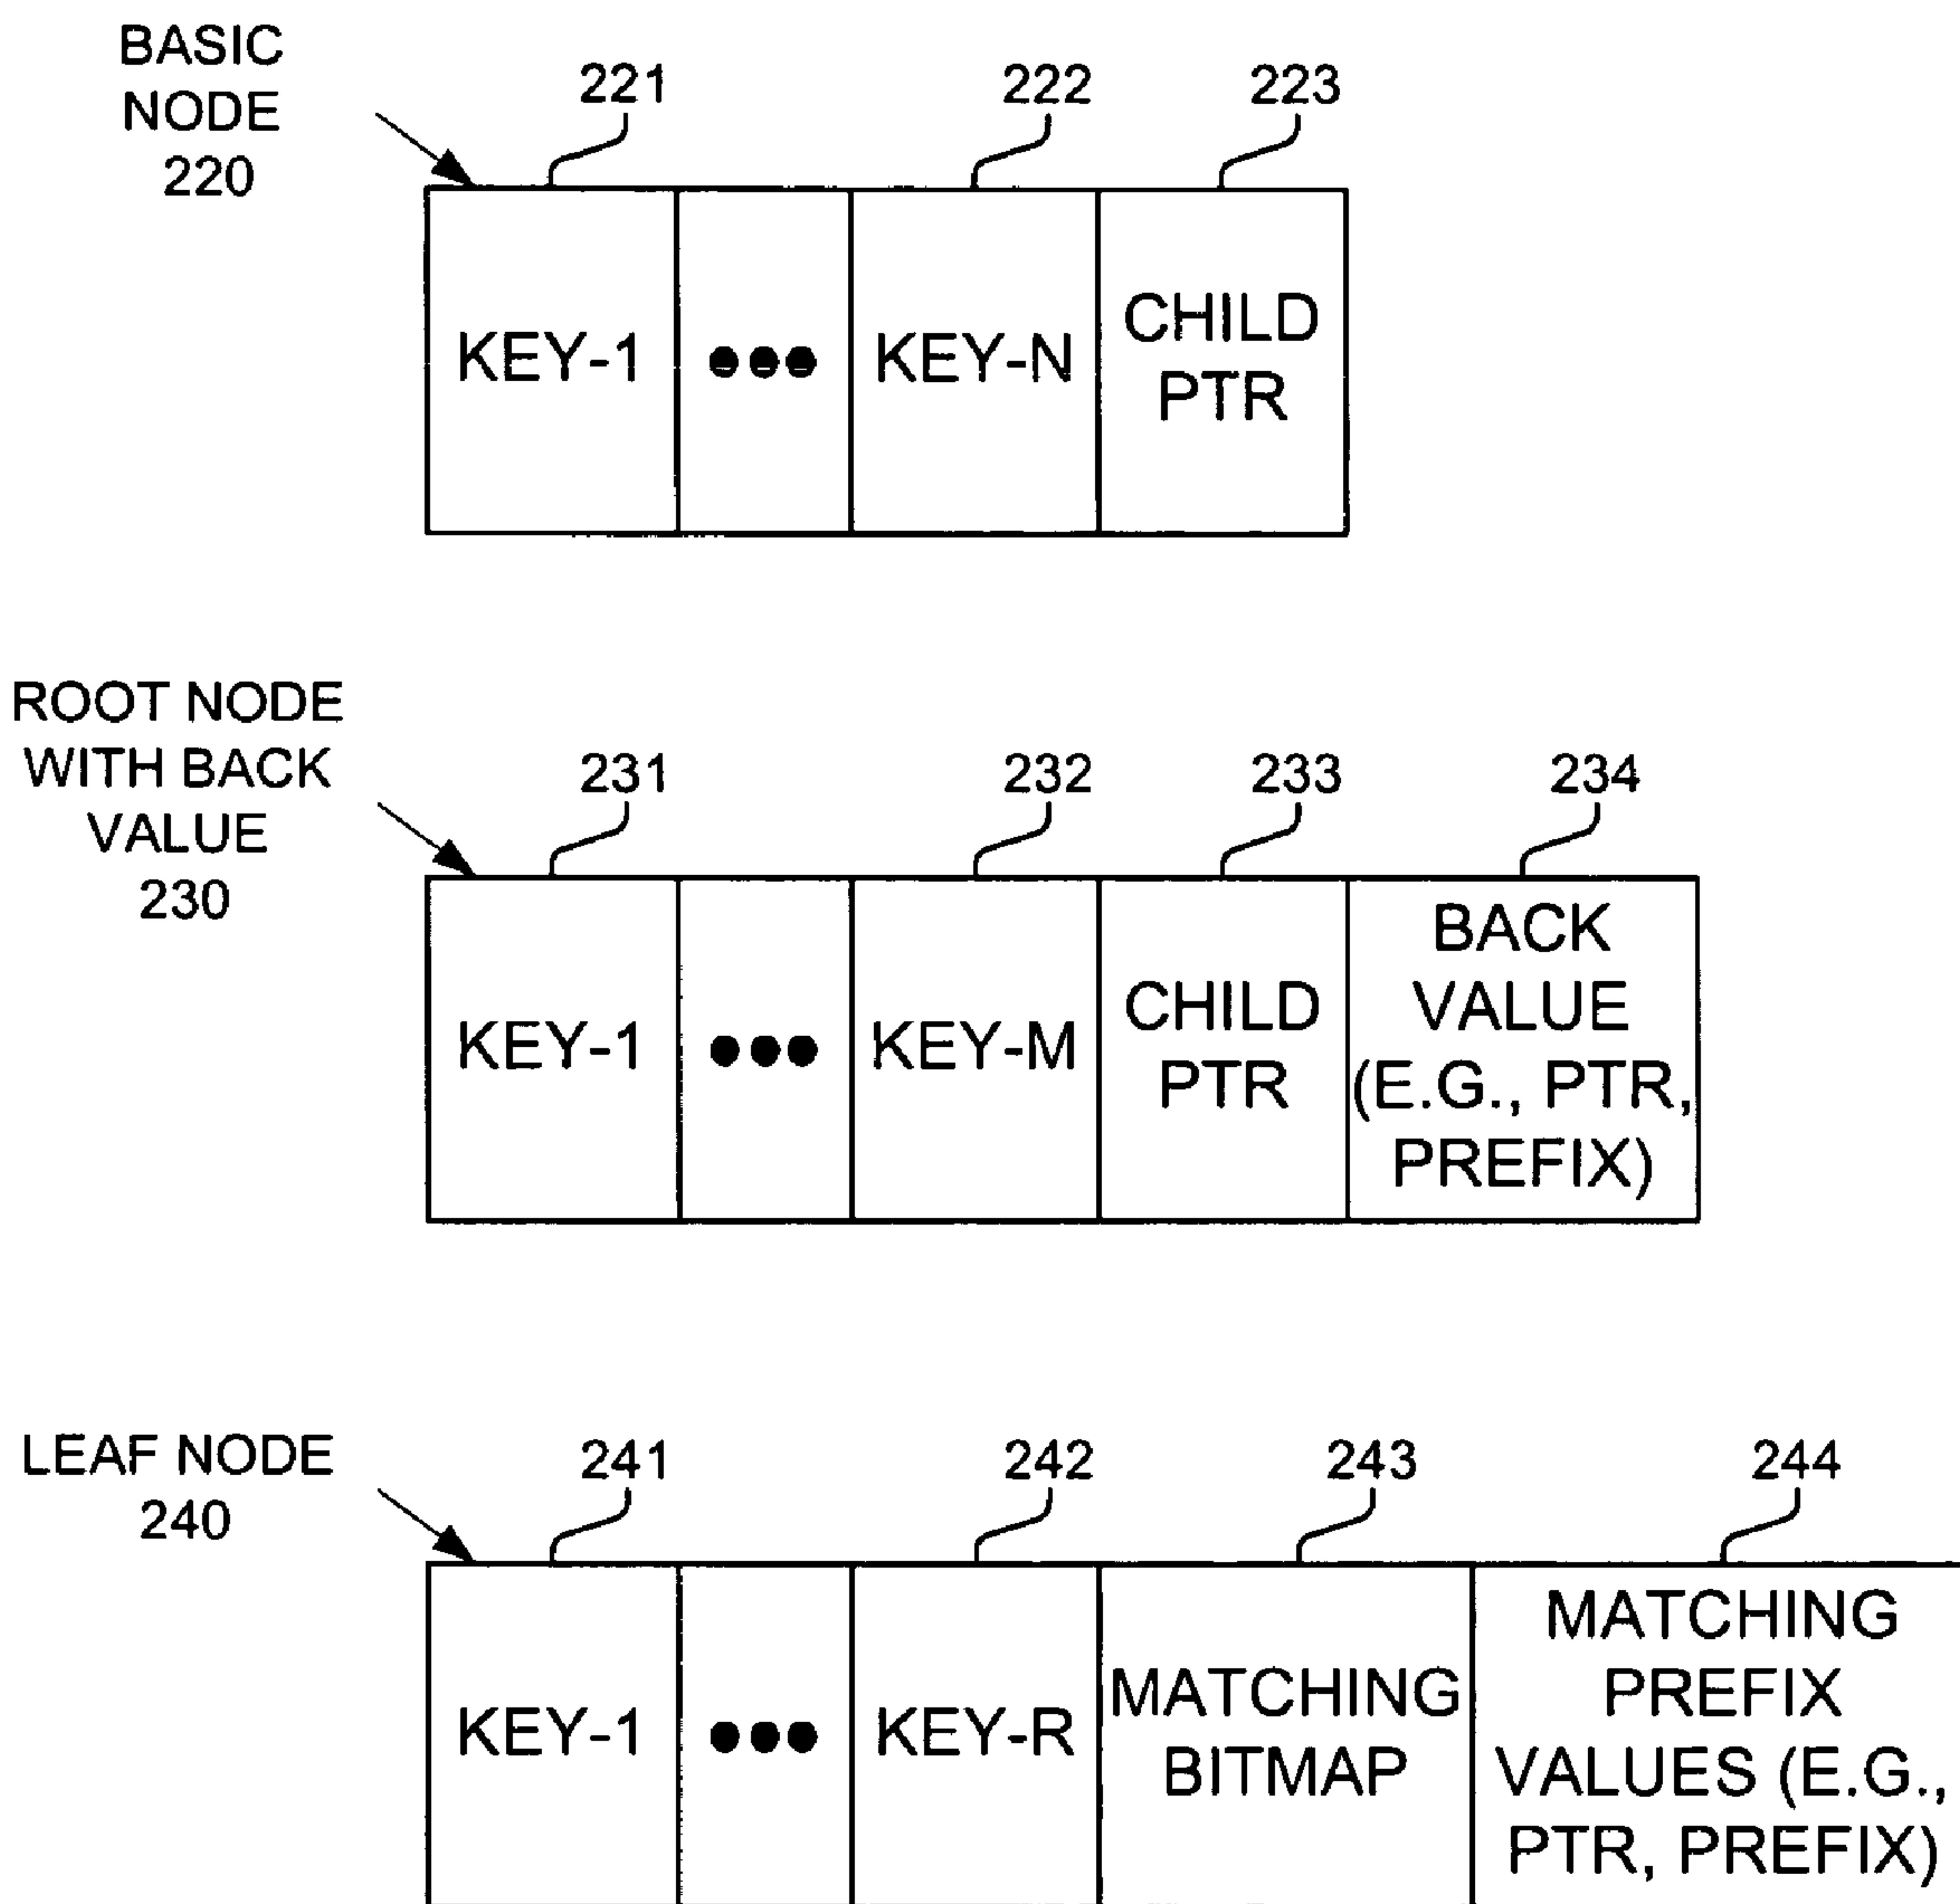 BASIC
NODE
220
221
222
223
KEY-1
●●●
KEY-N
CHILD
PTR
ROOT NODE
WITH BACK
VALUE
230
231
232
233
234
KEY-1
●●●
KEY-M
CHILD
PTR
BACK
VALUE
(E.G., PTR,
PREFIX)
LEAF NODE
240
241
242
243
244
KEY-1
●●●
KEY-R
MATCHING
BITMAP
MATCHING
PREFIX
VALUES (E.G.,
PTR, PREFIX)